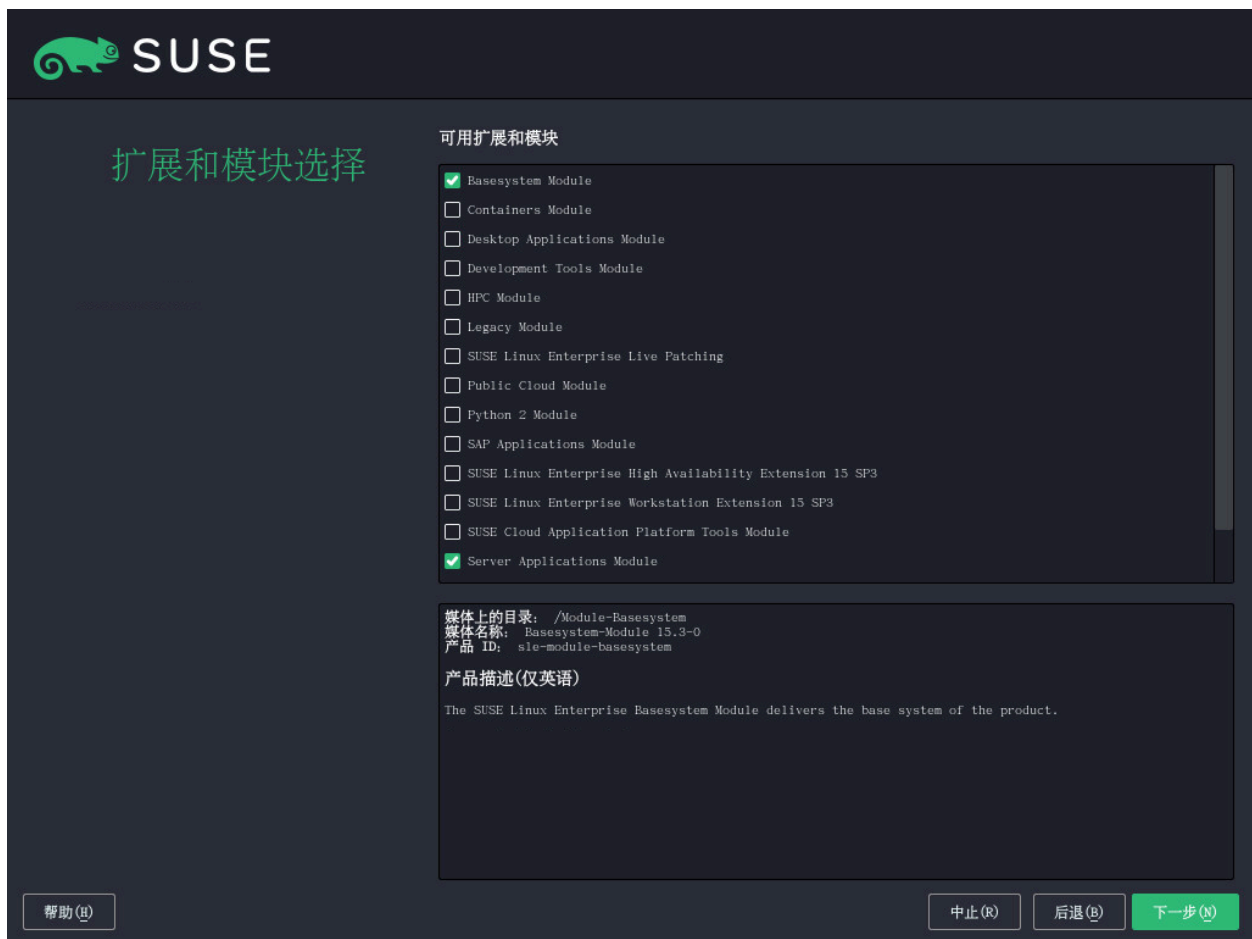 SUSE
扩展和模块选择
可用扩展和模块
Basesystem Module
Containers Module
Desktop Applications Module
Development Tools Module
HPC Module
Legacy Module
SUSE Linux Enterprise Live Patching
Public Cloud Module
Python 2 Module
SAP Applications Module
SUSE Linux Enterprise High Availability Extension 15 SP3
SUSE Linux Enterprise Workstation Extension 15 SP3
SUSE Cloud Application Platform Tools Module
Server Applications Module
媒体上的目录: /Module-Basesystem
媒体名称: Basesystem-Module 15.3-0
产品 ID: sle-module-basesystem
产品描述(仅英语)
The SUSE Linux Enterprise Basesystem Module delivers the base system of the product.
帮助(H)
中止(R)
后退(B)
下一步(N)